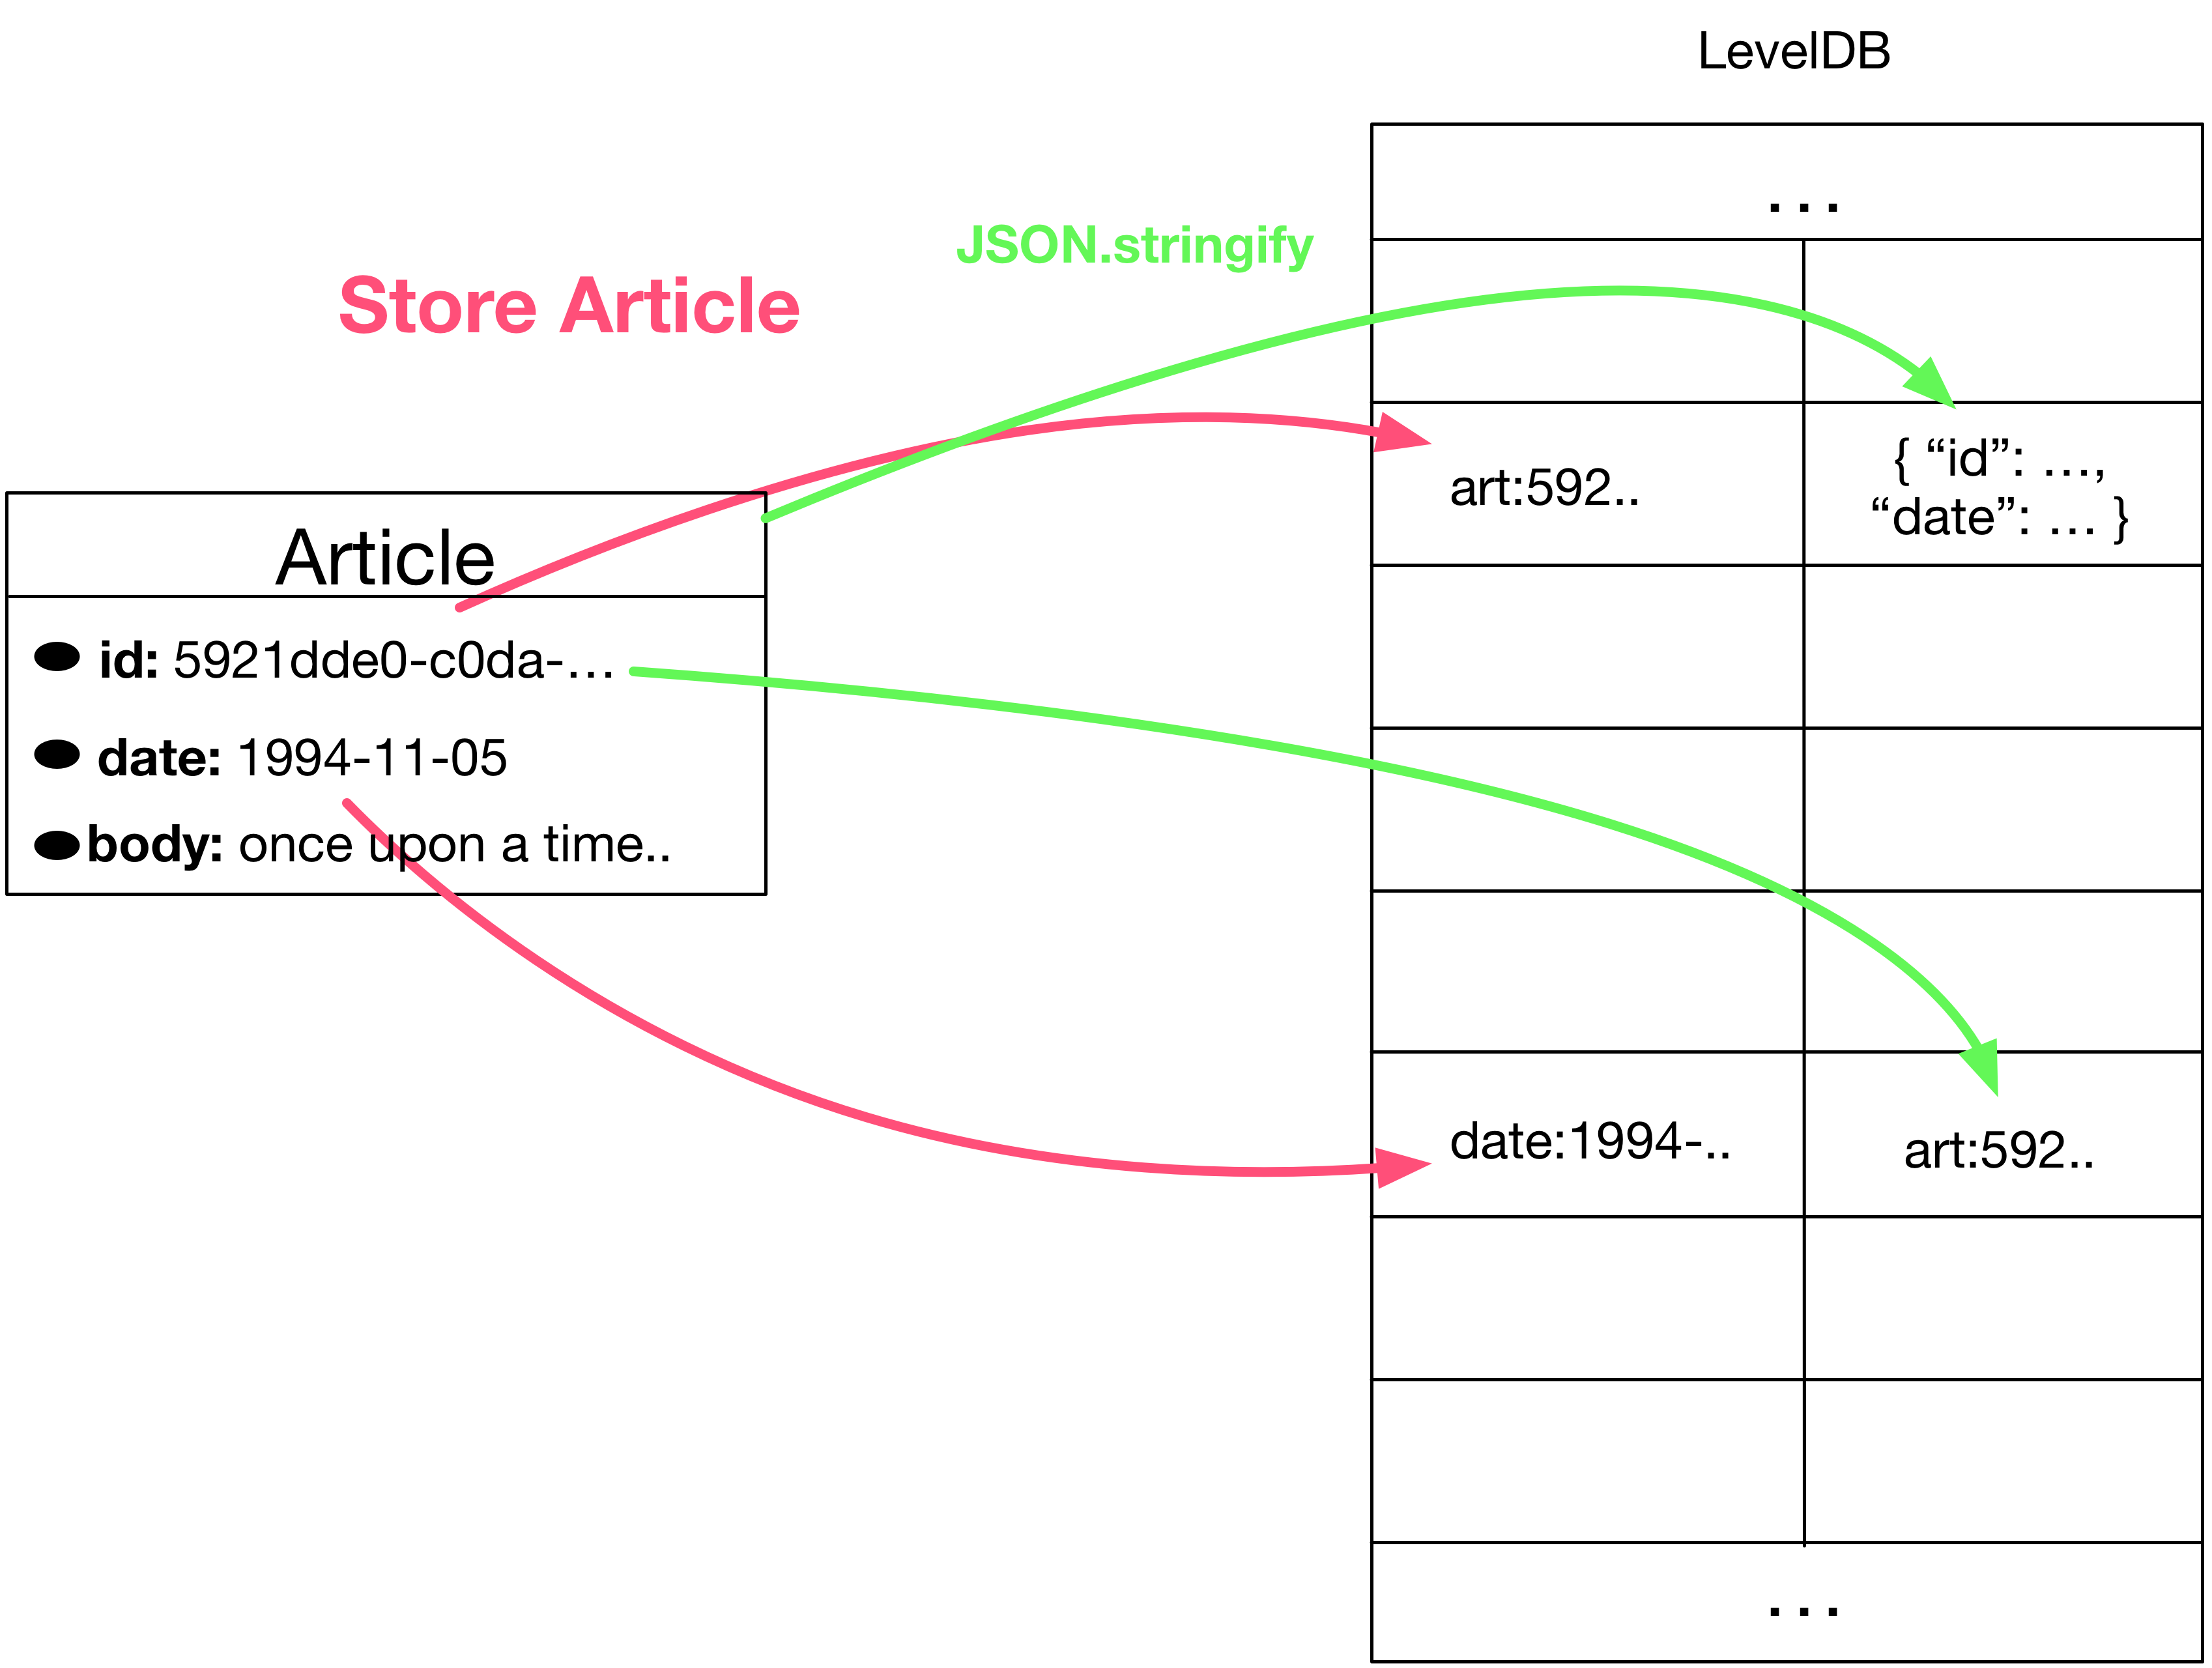 LevelDB
...
JSON.stringify
Store Article
art:592..
{ “id”: ...,
“date”: ... }
Article
id: 5921dde0-c0da-...
date: 1994-11-05
body: once upon a time..
date:1994-..
art:592..
...